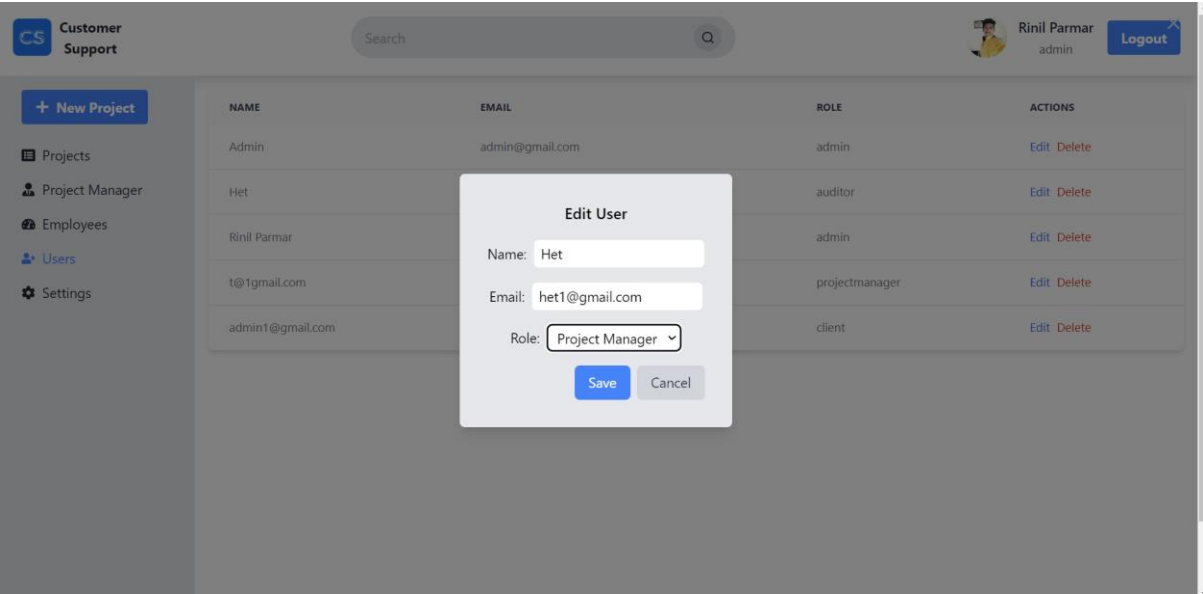 CS
Customer
Support
Search
Rinil Parmar
admin
Logout
+ New Project
Projects
Project Manager
Employees
Users
Settings
NAME EMAIL ROLE ACTIONS
Admin admin@gmail.com admin Edit Delete
Het auditor Edit Delete
Rinil Parmar admin Edit Delete
t@1gmail.com projectmanager Edit Delete
admin1@gmail.com client Edit Delete
Edit User
Name: Het
Email: het1@gmail.com
Role: Project Manager
Save Cancel